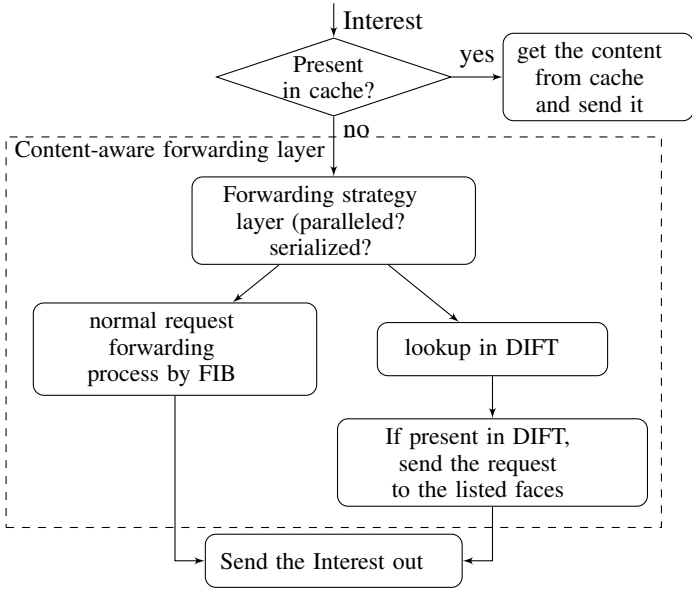 Interest
Present
in cache?
yes
get the content
from cache
and send it
no
Content-aware forwarding layer
Forwarding strategy
layer (paralleled?
serialized?
normal request
forwarding
process by FIB
lookup in DIFT
If present in DIFT,
send the request
to the listed faces
Send the Interest out